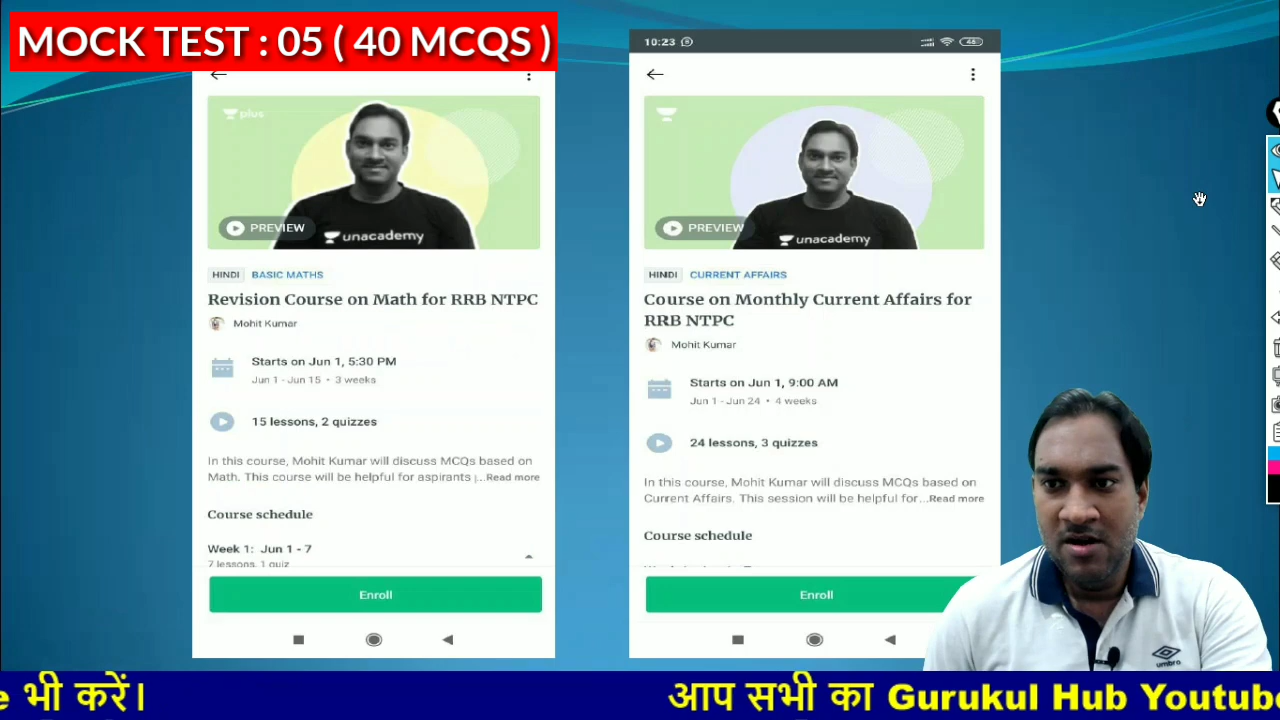 MOCK TEST : 05 ( 40 MCQS )
plus
PREVIEW
unacademy
HINDI BASIC MATHS
Revision Course on Math for RRB NTPC
Mohit Kumar
Starts on Jun 1, 5:30 PM
Jun 1 - Jun 15 • 3 weeks
15 lessons, 2 quizzes
In this course, Mohit Kumar will discuss MCQs based on
Math. This course will be helpful for aspirants ...Read more
Course schedule
Week 1: Jun 1 - 7
7 lessons, 1 quiz
Enroll
10:23
PREVIEW
unacademy
HINDI CURRENT AFFAIRS
Course on Monthly Current Affairs for
RRB NTPC
Mohit Kumar
Starts on Jun 1, 9:00 AM
Jun 1 - Jun 24 • 4 weeks
24 lessons, 3 quizzes
In this course, Mohit Kumar will discuss MCQs based on
Current Affairs. This session will be helpful for...Read more
Course schedule
Enroll
umbro
e भी करें। आप सभी का Gurukul Hub Youtub